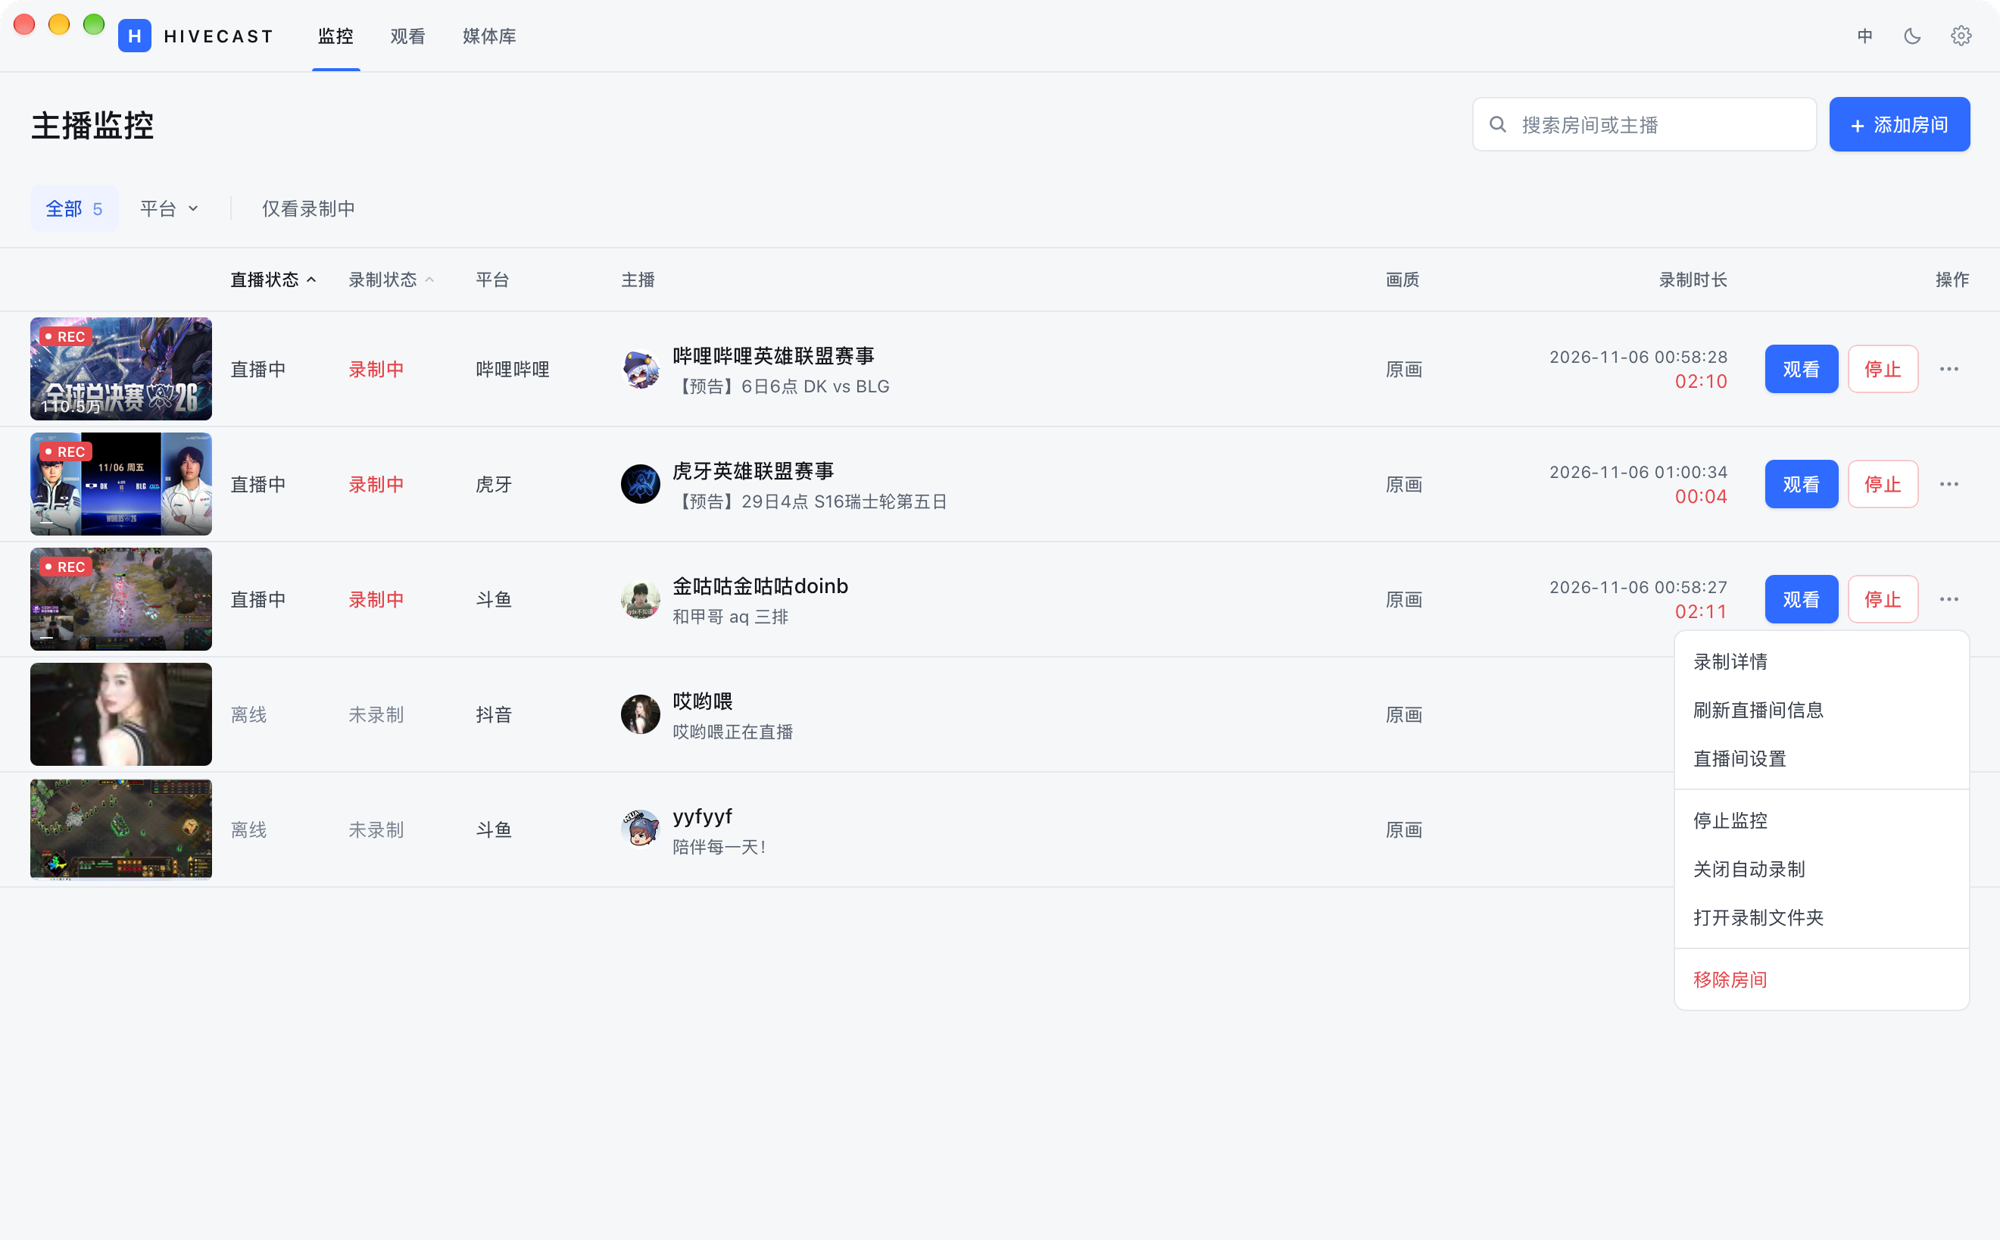 H HIVECAST 监控 观看 媒体库 中
主播监控
搜索房间或主播
+ 添加房间
全部 5 平台 仅看录制中
直播状态 录制状态 平台 主播 画质 录制时长 操作
REC
全球总决赛 26
110.5万
直播中 录制中 哔哩哔哩
哔哩哔哩英雄联盟赛事
【预告】6日6点 DK vs BLG
原画
2026-11-06 00:58:28
02:10
观看 停止
REC
11/06 周五
DK BLG
WORLDS 26
直播中 录制中 虎牙
虎牙英雄联盟赛事
【预告】29日4点 S16瑞士轮第五日
原画
2026-11-06 01:00:34
00:04
观看 停止
REC
直播中 录制中 斗鱼
金咕咕金咕咕doinb
和甲哥 aq 三排
原画
2026-11-06 00:58:27
02:11
观看 停止
离线 未录制 抖音
哎哟喂
哎哟喂正在直播
原画
离线 未录制 斗鱼
yyfyyf
陪伴每一天！
原画
录制详情
刷新直播间信息
直播间设置
停止监控
关闭自动录制
打开录制文件夹
移除房间